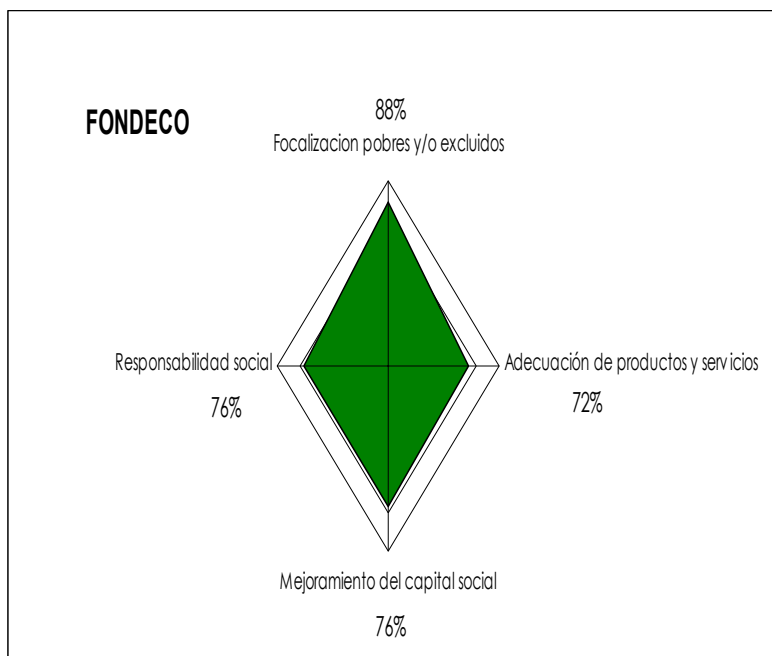 FONDECO
88%
Focalizacion pobres y/o excluidos
Responsabilidad social
76%
Adecuación de productos y servicios
72%
Mejoramiento del capital social
76%